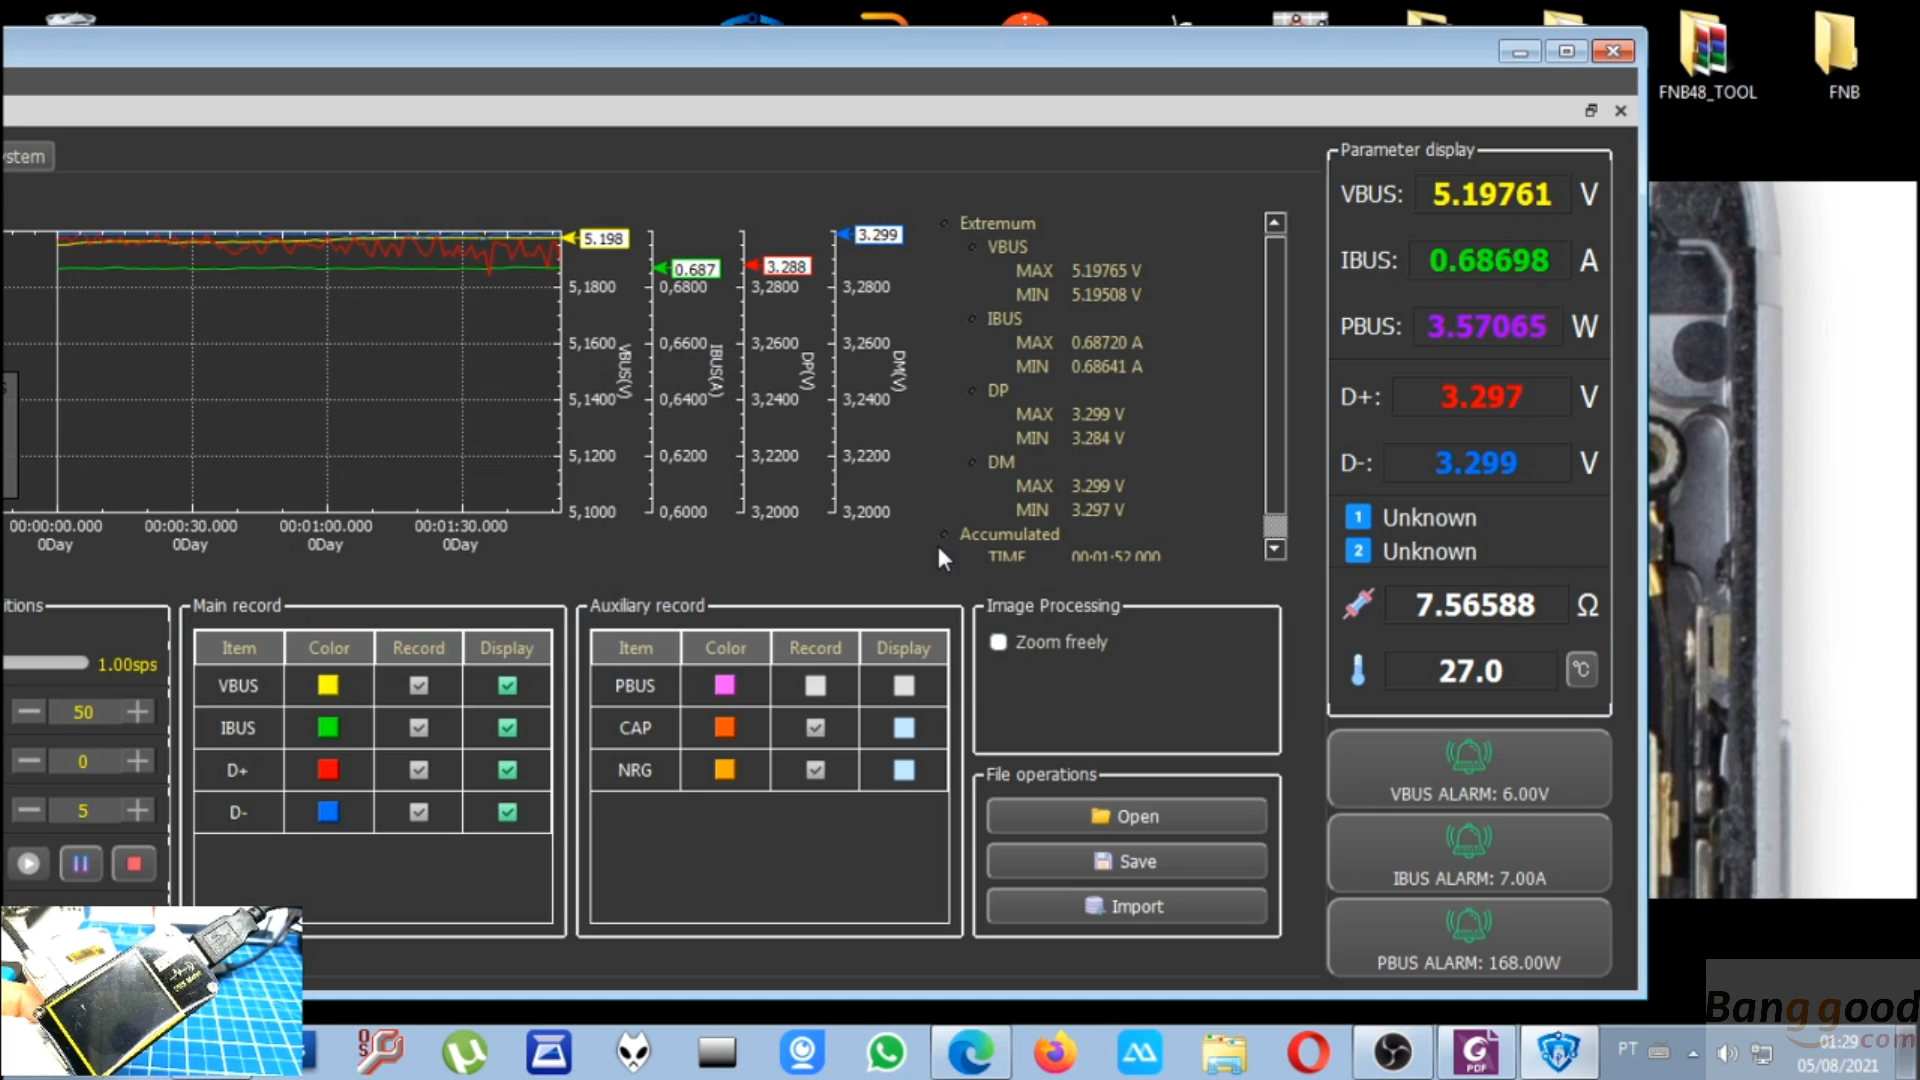 FNB48_TOOL
FNB
ystem
5.198
0.687
3.288
3.299
5,1800
5,1600
5,1400
5,1200
5,1000
VBUS(V)
0,6800
0,6600
0,6400
0,6200
0,6000
IBUS(A)
3,2800
3,2600
3,2400
3,2200
3,2000
DP(V)
3,2800
3,2600
3,2400
3,2200
3,2000
DM(V)
00:00:00.000
0Day
00:00:30.000
0Day
00:01:00.000
0Day
00:01:30.000
0Day
Extremum
VBUS
MAX 5.19765 V
MIN 5.19508 V
IBUS
MAX 0.68720 A
MIN 0.68641 A
DP
MAX 3.299 V
MIN 3.284 V
DM
MAX 3.299 V
MIN 3.297 V
Accumulated
TIME 00:01:52.000
Parameter display
VBUS: 5.19761 V
IBUS: 0.68698 A
PBUS: 3.57065 W
D+: 3.297 V
D-: 3.299 V
1 Unknown
2 Unknown
7.56588 Ω
27.0 °C
VBUS ALARM: 6.00V
IBUS ALARM: 7.00A
PBUS ALARM: 168.00W
itions
1.00sps
50
0
5
Main record
Item Color Record Display
VBUS
IBUS
D+
D-
Auxiliary record
Item Color Record Display
PBUS
CAP
NRG
Image Processing
Zoom freely
File operations
Open
Save
Import
Banggood
.com
PDF
PT
01:29
05/08/2021